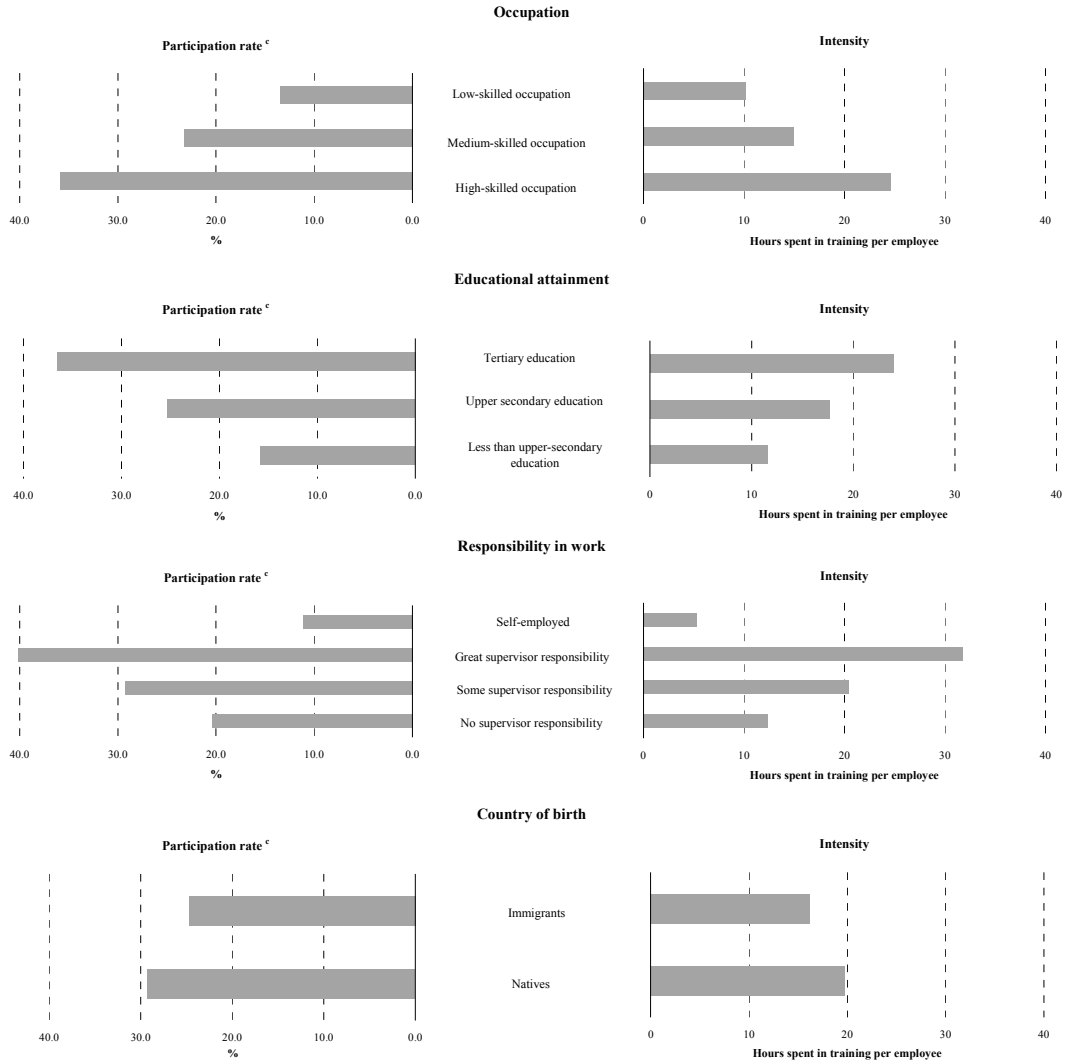 Occupation
Participation rate c
Intensity
Low-skilled occupation
Medium-skilled occupation
High-skilled occupation
40.0 30.0 20.0 10.0 0.0
%
0 10 20 30 40
Hours spent in training per employee
Educational attainment
Participation rate c
Intensity
Tertiary education
Upper secondary education
Less than upper-secondary
education
40.0 30.0 20.0 10.0 0.0
%
0 10 20 30 40
Hours spent in training per employee
Responsibility in work
Participation rate c
Intensity
Self-employed
Great supervisor responsibility
Some supervisor responsibility
No supervisor responsibility
40.0 30.0 20.0 10.0 0.0
%
0 10 20 30 40
Hours spent in training per employee
Country of birth
Participation rate c
Intensity
Immigrants
Natives
40.0 30.0 20.0 10.0 0.0
%
0 10 20 30 40
Hours spent in training per employee